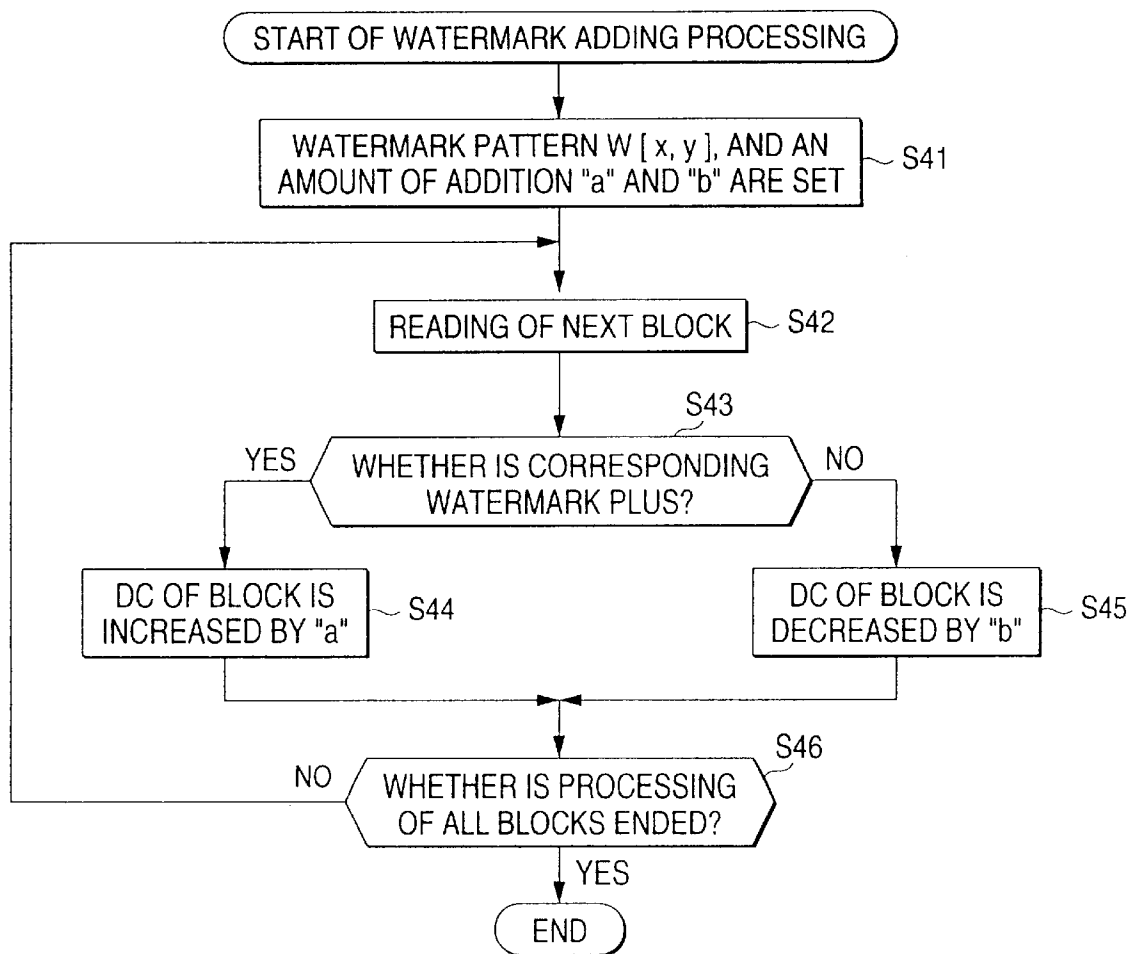 START OF WATERMARK ADDING PROCESSING
WATERMARK PATTERN W [ x, y ], AND AN
AMOUNT OF ADDITION "a" AND "b" ARE SET
S41
READING OF NEXT BLOCK
S42
S43
YES
WHETHER IS CORRESPONDING
WATERMARK PLUS?
NO
DC OF BLOCK IS
INCREASED BY "a"
S44
DC OF BLOCK IS
DECREASED BY "b"
S45
S46
NO
WHETHER IS PROCESSING
OF ALL BLOCKS ENDED?
YES
END